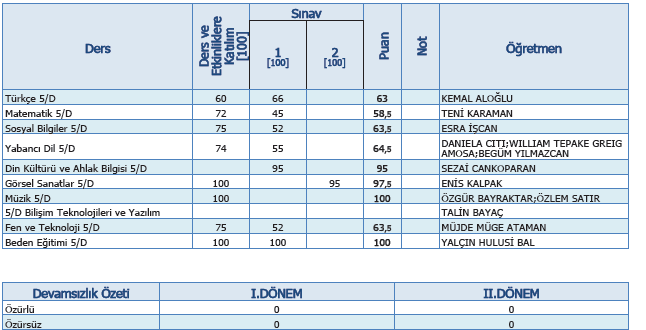 Ders Ders ve Etkinliklere Katılım [100] Sınav Puan Not Öğretmen
1 [100] 2 [100]
Türkçe 5/D 60 66 63 KEMAL ALOĞLU
Matematik 5/D 72 45 58,5 TENİ KARAMAN
Sosyal Bilgiler 5/D 75 52 63,5 ESRA İŞCAN
Yabancı Dil 5/D 74 55 64,5 DANIELA CITI;WILLIAM TEPAKE GREIG
AMOSA;BEGÜM YILMAZCAN
Din Kültürü ve Ahlak Bilgisi 5/D 95 95 SEZAİ CANKOPARAN
Görsel Sanatlar 5/D 100 95 97,5 ENİS KALPAK
Müzik 5/D 100 100 ÖZGÜR BAYRAKTAR;ÖZLEM SATIR
5/D Bilişim Teknolojileri ve Yazılım TALİN BAYAÇ
Fen ve Teknoloji 5/D 75 52 63,5 MÜJDE MÜGE ATAMAN
Beden Eğitimi 5/D 100 100 100 YALÇIN HULUSİ BAL
Devamsızlık Özeti I.DÖNEM II.DÖNEM
Özürlü 0 0
Özürsüz 0 0